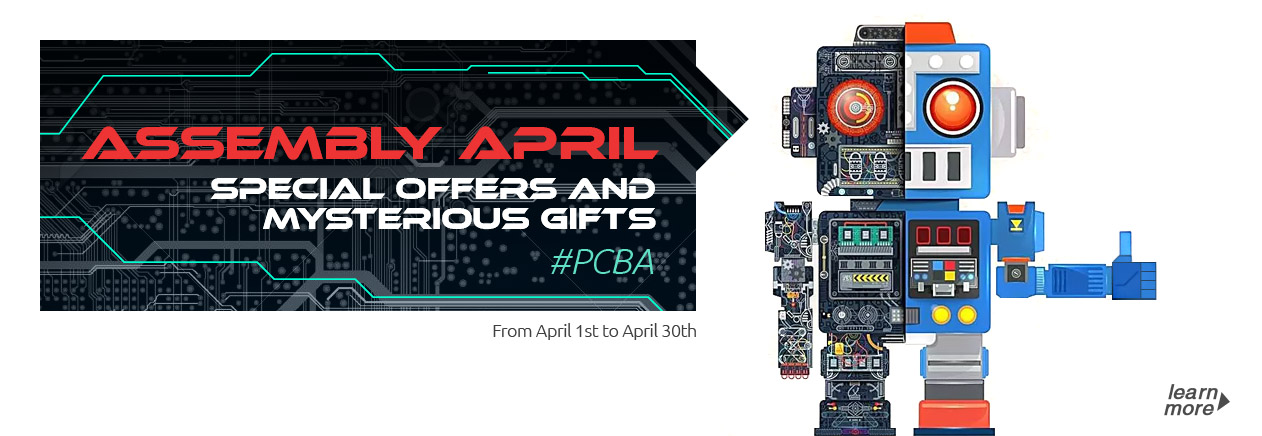 ASSEMBLY APRIL
SPECIAL OFFERS AND
MYSTERIOUS GIFTS
#PCBA
From April 1st to April 30th
learn
more